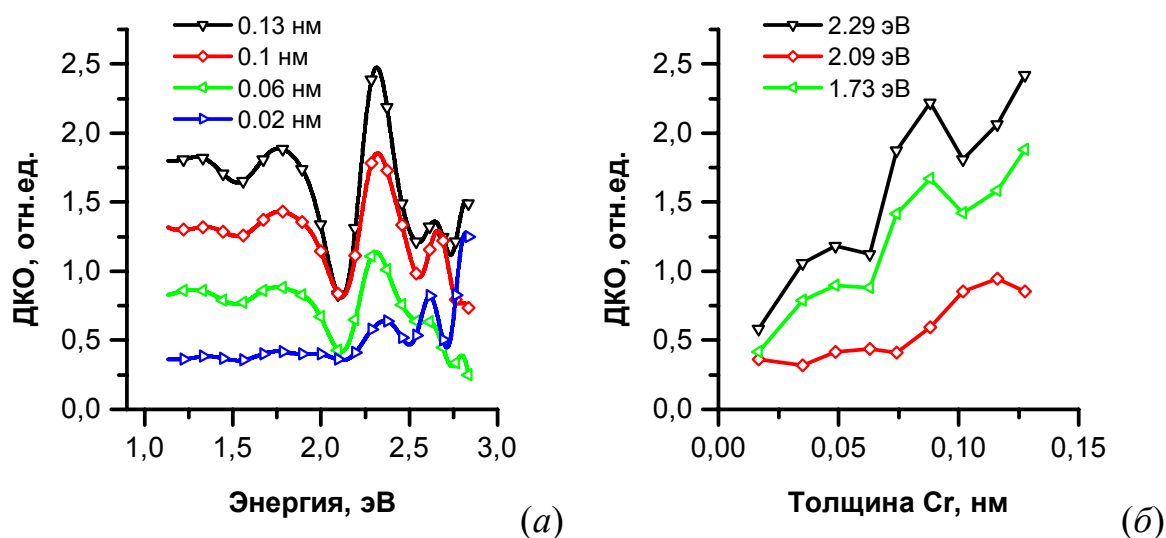 0.13 нм
0.1 нм
0.06 нм
0.02 нм
ДКО, отн.ед.
2,5
2,0
1,5
1,0
0,5
0,0
1,0 1,5 2,0 2,5 3,0
Энергия, эВ
(а)
2.29 эВ
2.09 эВ
1.73 эВ
ДКО, отн.ед.
2,5
2,0
1,5
1,0
0,5
0,0
0,00 0,05 0,10 0,15
Толщина Cr, нм
(б)